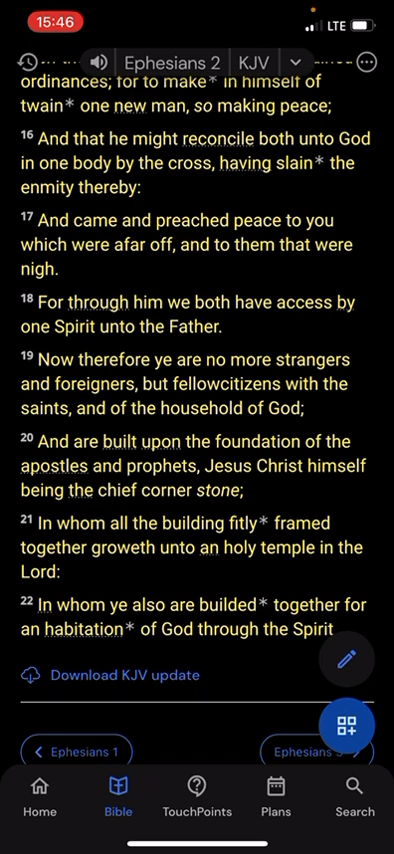 15:46
LTE
Ephesians 2 KJV
ordinances; for to make* in himself of
twain* one new man, so making peace;
16 And that he might reconcile both unto God
in one body by the cross, having slain* the
enmity thereby:
17 And came and preached peace to you
which were afar off, and to them that were
nigh.
18 For through him we both have access by
one Spirit unto the Father.
19 Now therefore ye are no more strangers
and foreigners, but fellowcitizens with the
saints, and of the household of God;
20 And are built upon the foundation of the
apostles and prophets, Jesus Christ himself
being the chief corner stone;
21 In whom all the building fitly* framed
together groweth unto an holy temple in the
Lord:
22 In whom ye also are builded* together for
an habitation* of God through the Spirit
Download KJV update
Ephesians 1
Ephesians
Home Bible TouchPoints Plans Search